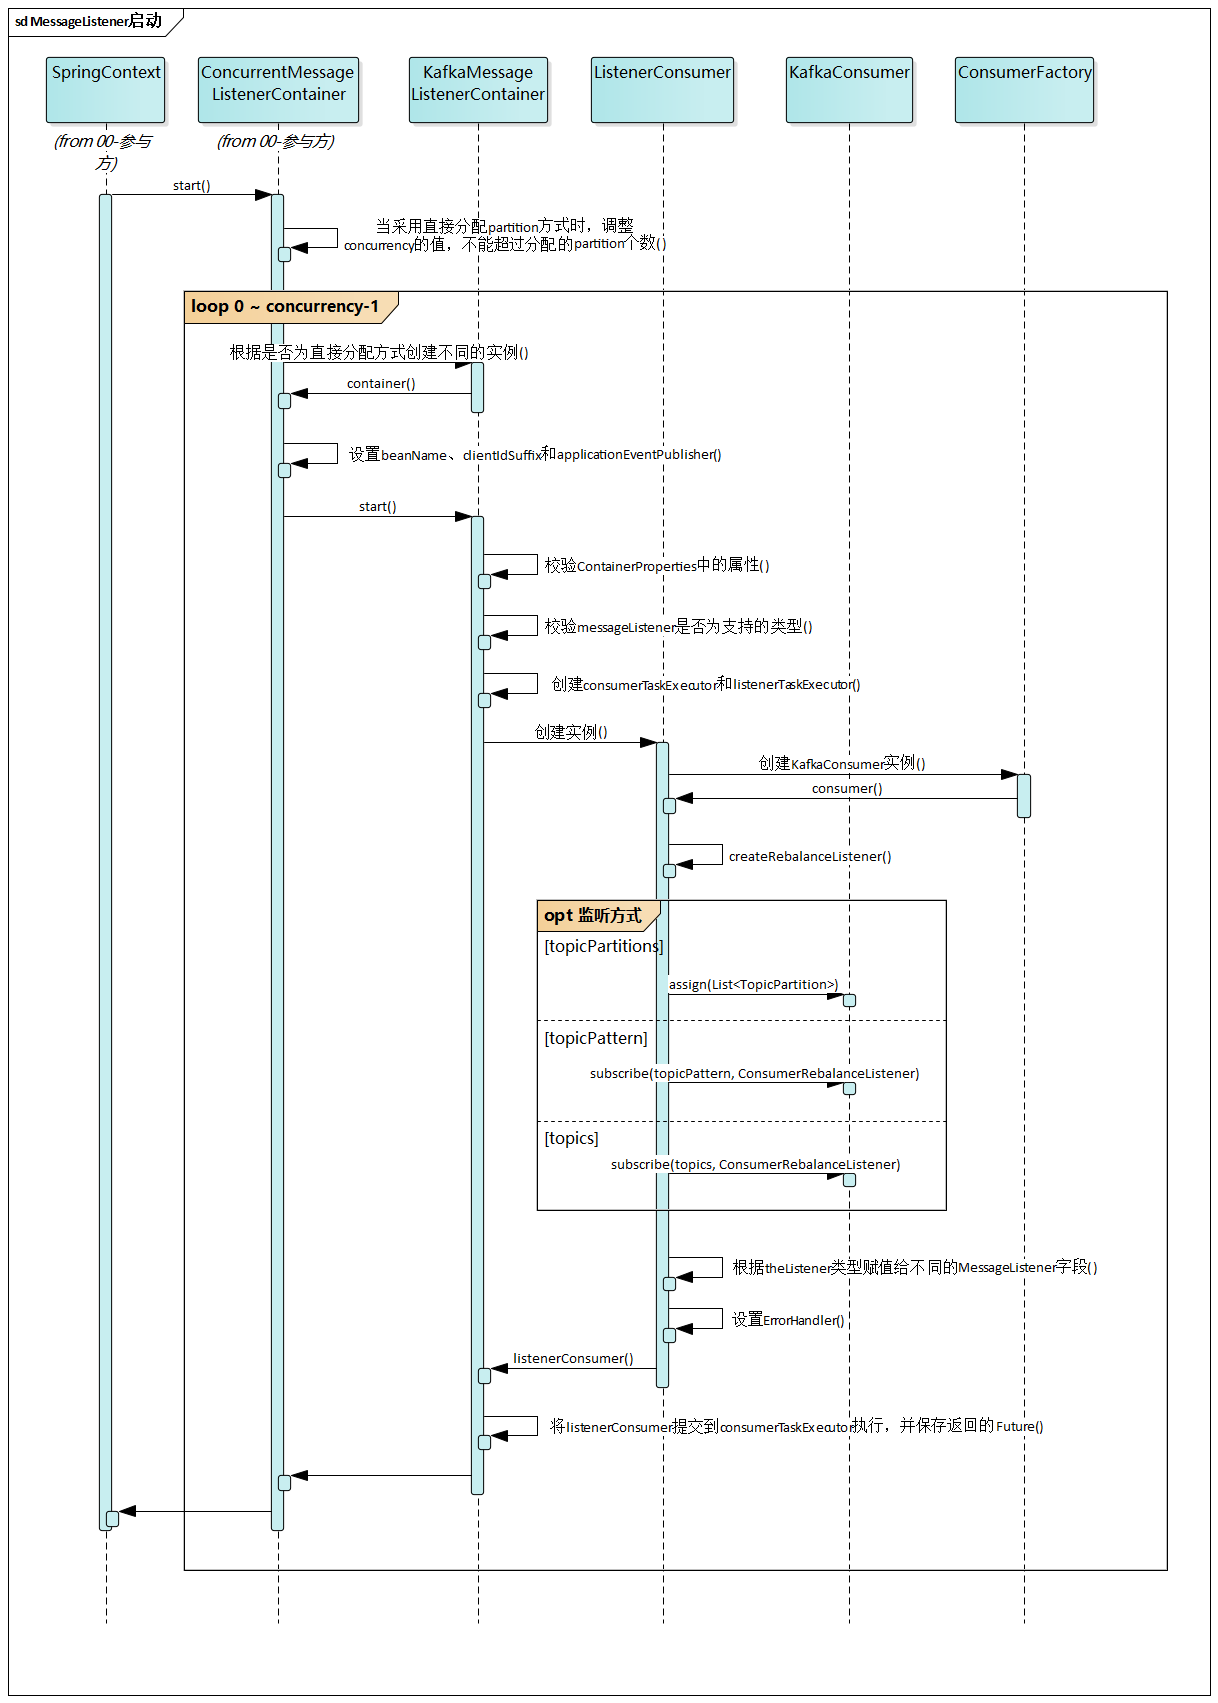 sd MessageListener启动
SpringContext
ConcurrentMessage
ListenerContainer
KafkaMessage
ListenerContainer
ListenerConsumer
KafkaConsumer
ConsumerFactory
(from 00-参与
方)
(from 00-参与方)
start()
当采用直接分配partition方式时，调整
concurrency的值，不能超过分配的partition个数()
loop 0 ~ concurrency-1
根据是否为直接分配方式创建不同的实例()
container()
设置beanName、clientIdSuffix和applicationEventPublisher()
start()
校验ContainerProperties中的属性()
校验messageListener是否为支持的类型()
创建consumerTaskExecutor和listenerTaskExecutor()
创建实例()
创建KafkaConsumer实例()
consumer()
createRebalanceListener()
opt 监听方式
[topicPartitions]
assign(List<TopicPartition>)
[topicPattern]
subscribe(topicPattern, ConsumerRebalanceListener)
[topics]
subscribe(topics, ConsumerRebalanceListener)
根据theListener类型赋值给不同的MessageListener字段()
设置ErrorHandler()
listenerConsumer()
将listenerConsumer提交到consumerTaskExecutor执行，并保存返回的Future()